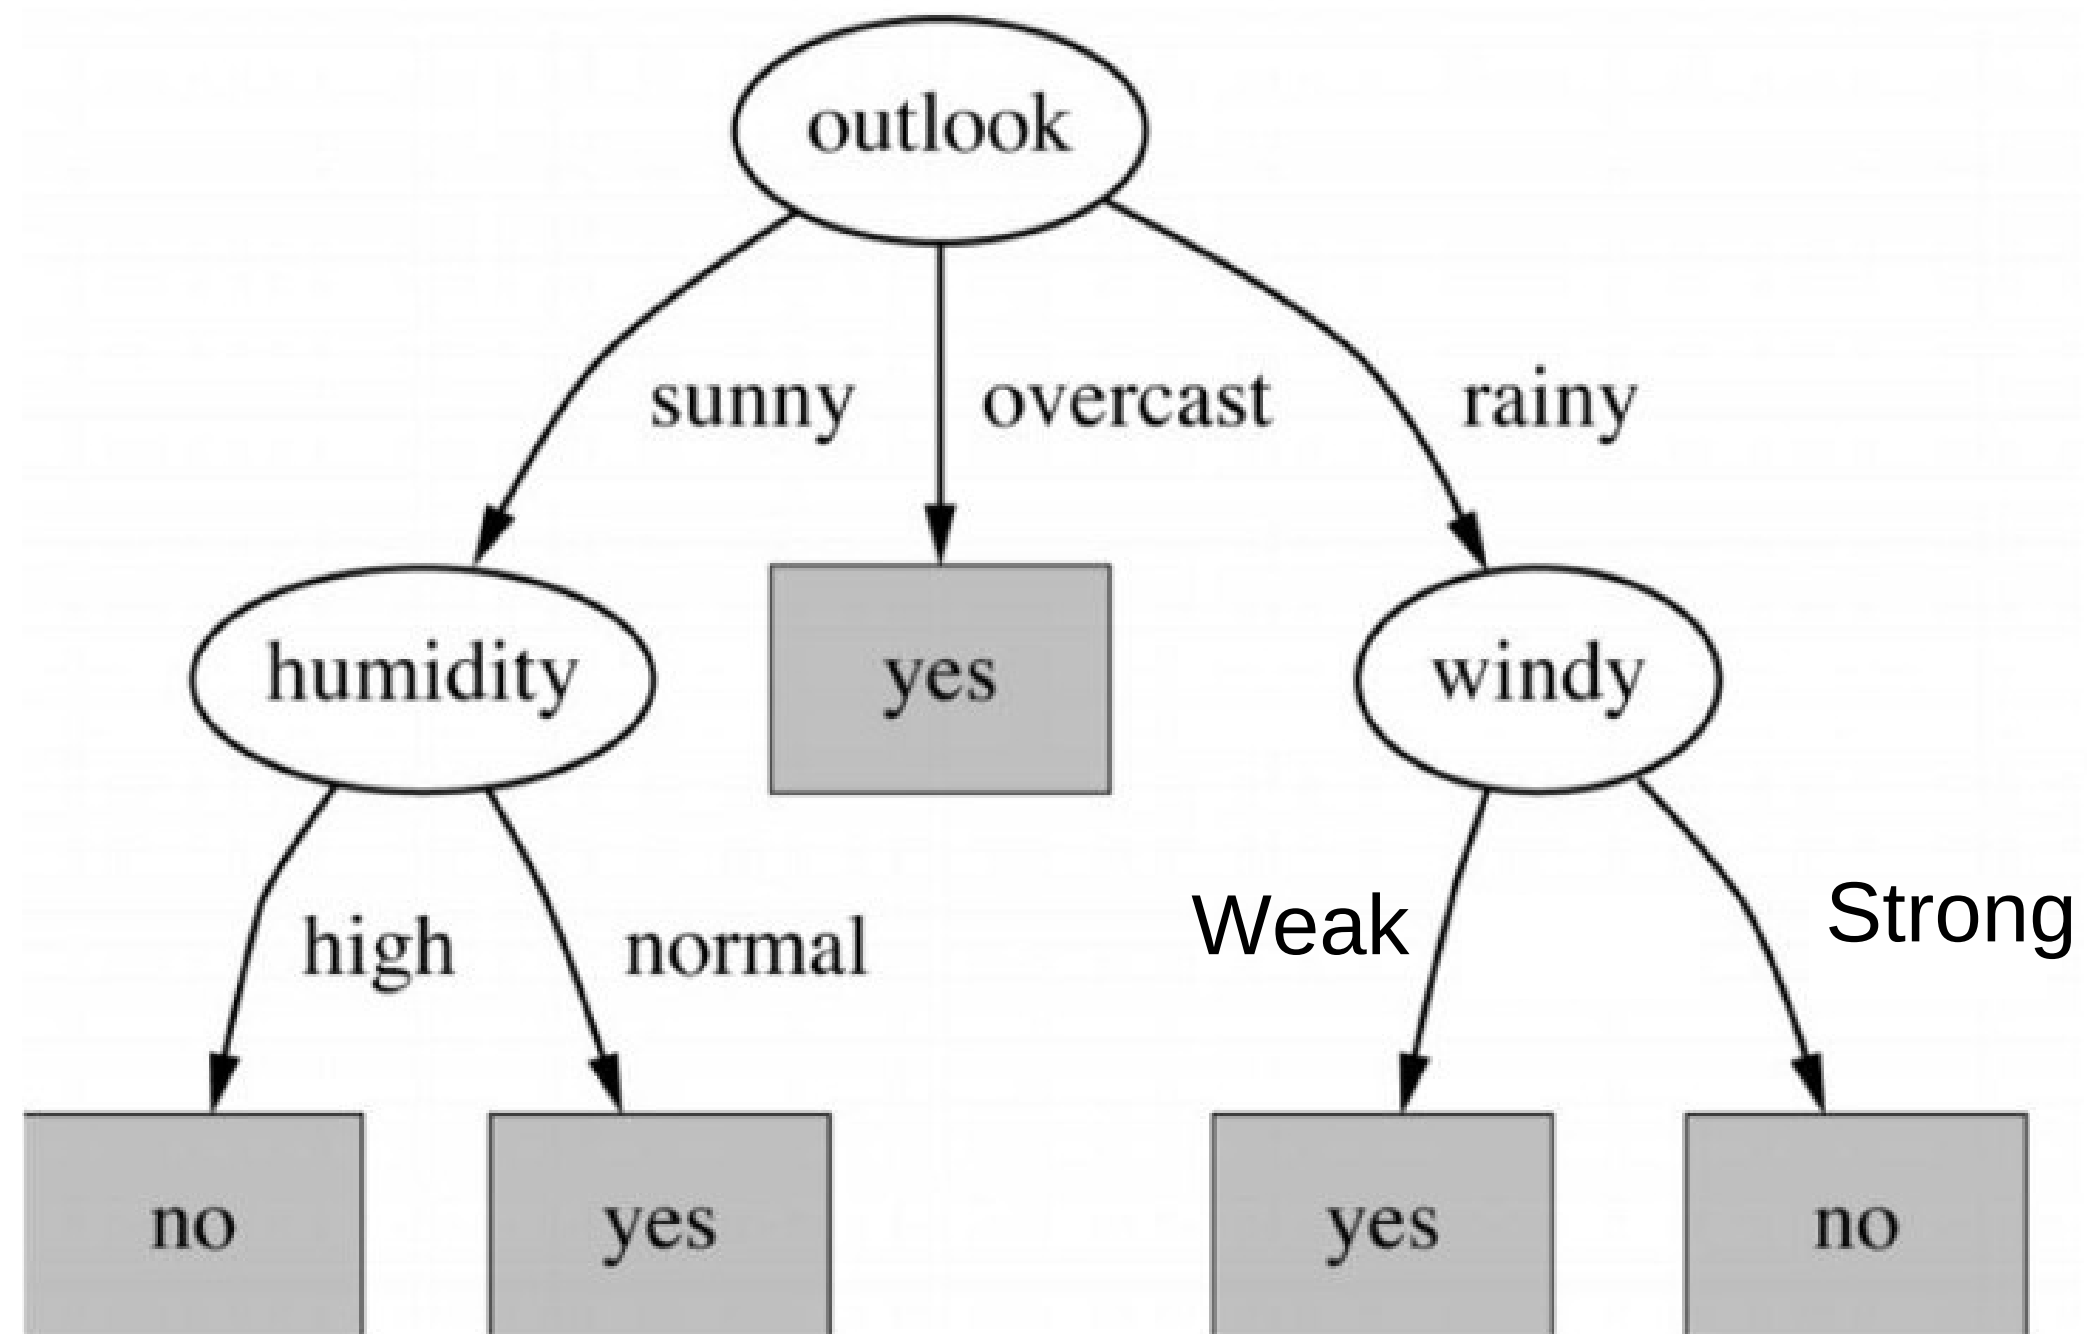 outlook
sunny overcast rainy
humidity yes windy
high normal Weak Strong
no yes yes no